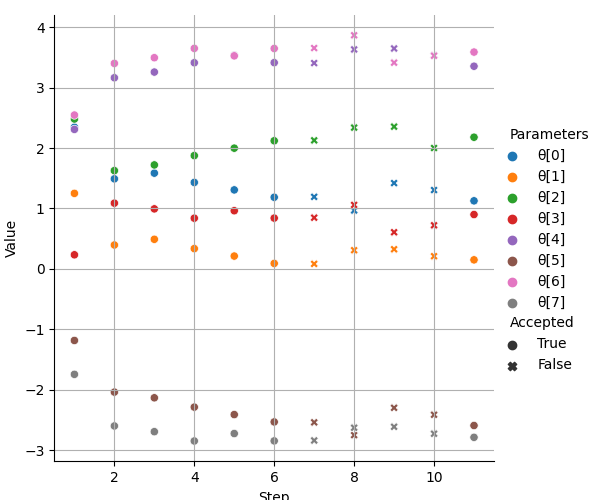 4
3
2
1
0
−1
−2
−3
Value
2
4
6
8
10
Step
Parameters
θ[0]
θ[1]
θ[2]
θ[3]
θ[4]
θ[5]
θ[6]
θ[7]
Accepted
True
False